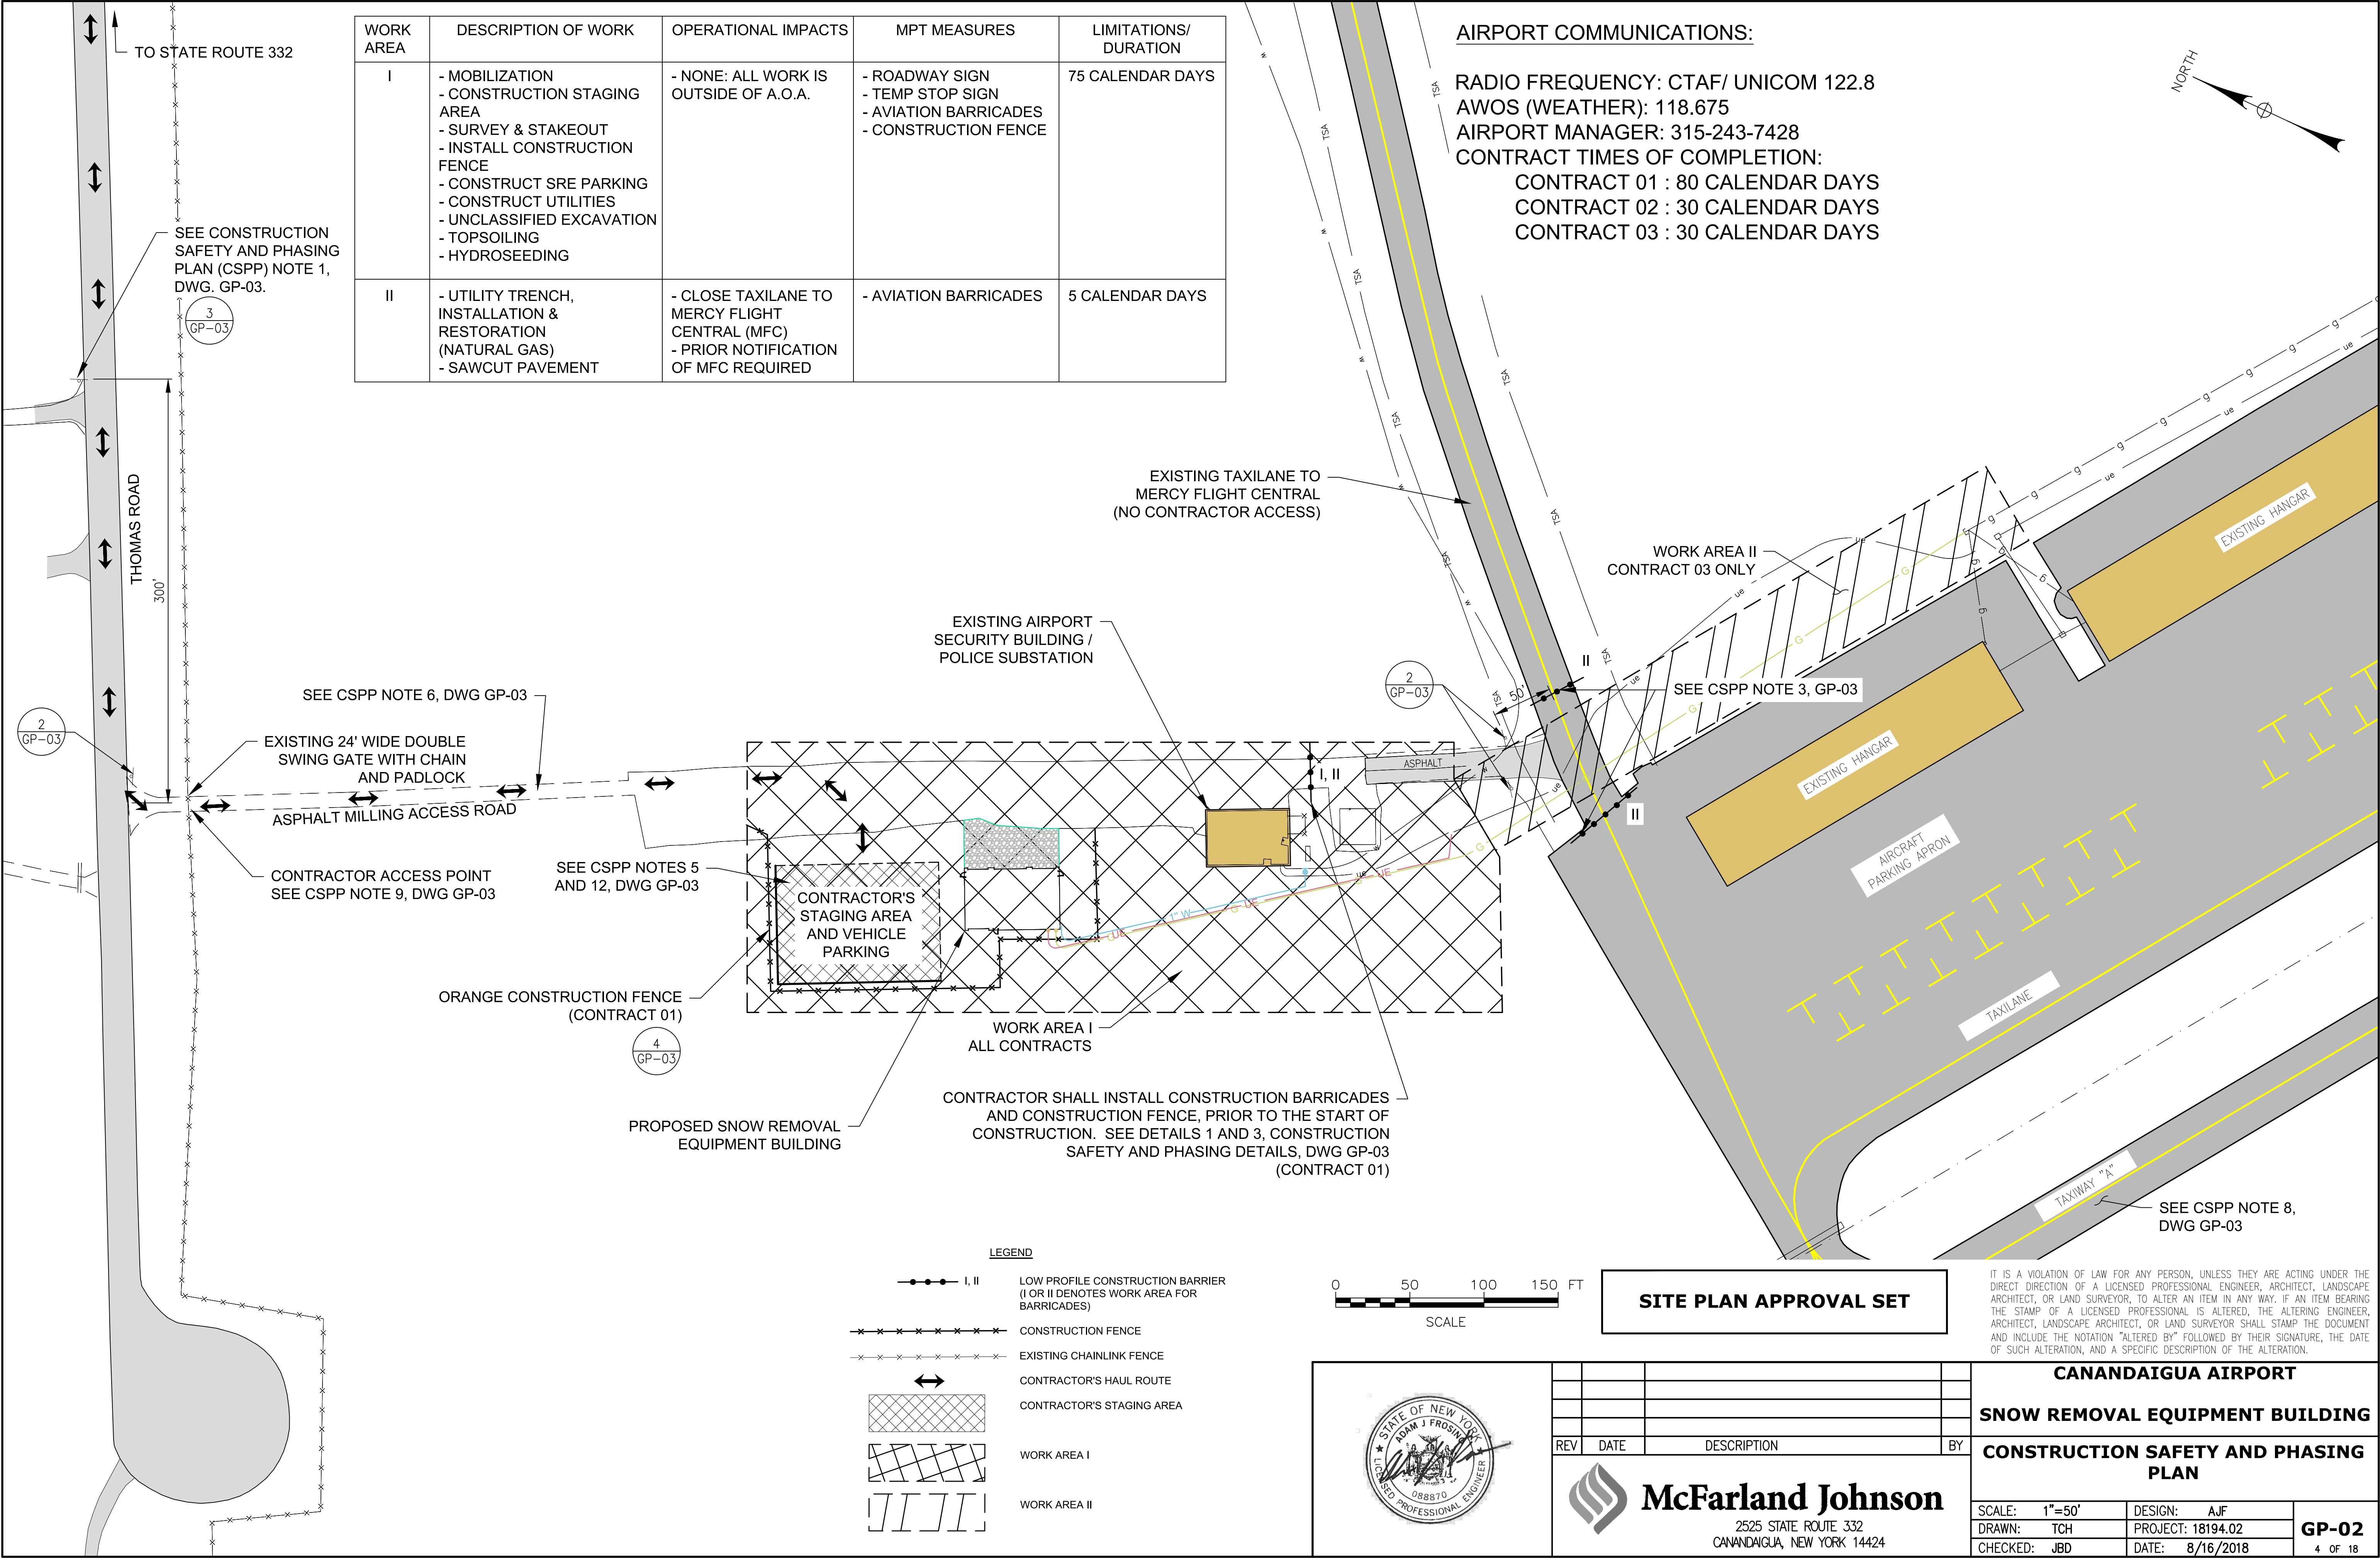 TO STATE ROUTE 332
WORK AREA
DESCRIPTION OF WORK
OPERATIONAL IMPACTS
MPT MEASURES
LIMITATIONS/ DURATION
I
- MOBILIZATION
- CONSTRUCTION STAGING
AREA
- SURVEY & STAKEOUT
- INSTALL CONSTRUCTION
FENCE
- CONSTRUCT SRE PARKING
- CONSTRUCT UTILITIES
- UNCLASSIFIED EXCAVATION
- TOPSOILING
- HYDROSEEDING
- NONE: ALL WORK IS
OUTSIDE OF A.O.A.
- ROADWAY SIGN
- TEMP STOP SIGN
- AVIATION BARRICADES
- CONSTRUCTION FENCE
75 CALENDAR DAYS
II
- UTILITY TRENCH,
INSTALLATION &
RESTORATION
(NATURAL GAS)
- SAWCUT PAVEMENT
- CLOSE TAXILANE TO
MERCY FLIGHT
CENTRAL (MFC)
- PRIOR NOTIFICATION
OF MFC REQUIRED
- AVIATION BARRICADES
5 CALENDAR DAYS
AIRPORT COMMUNICATIONS:
RADIO FREQUENCY: CTAF/ UNICOM 122.8
AWOS (WEATHER): 118.675
AIRPORT MANAGER: 315-243-7428
CONTRACT TIMES OF COMPLETION:
CONTRACT 01 : 80 CALENDAR DAYS
CONTRACT 02 : 30 CALENDAR DAYS
CONTRACT 03 : 30 CALENDAR DAYS
NORTH
SEE CONSTRUCTION
SAFETY AND PHASING
PLAN (CSPP) NOTE 1,
DWG. GP-03.
3
GP-03
THOMAS ROAD
300'
EXISTING TAXILANE TO
MERCY FLIGHT CENTRAL
(NO CONTRACTOR ACCESS)
WORK AREA II
CONTRACT 03 ONLY
EXISTING HANGAR
EXISTING AIRPORT
SECURITY BUILDING /
POLICE SUBSTATION
2
GP-03
50'
II
SEE CSPP NOTE 3, GP-03
SEE CSPP NOTE 6, DWG GP-03
2
GP-03
EXISTING 24' WIDE DOUBLE
SWING GATE WITH CHAIN
AND PADLOCK
ASPHALT MILLING ACCESS ROAD
I, II
ASPHALT
II
EXISTING HANGAR
AIRCRAFT
PARKING APRON
CONTRACTOR ACCESS POINT
SEE CSPP NOTE 9, DWG GP-03
SEE CSPP NOTES 5
AND 12, DWG GP-03
CONTRACTOR'S
STAGING AREA
AND VEHICLE
PARKING
1" W
G
UE
TSA
w
g
ue
ORANGE CONSTRUCTION FENCE
(CONTRACT 01)
4
GP-03
WORK AREA I
ALL CONTRACTS
TAXILANE
PROPOSED SNOW REMOVAL
EQUIPMENT BUILDING
CONTRACTOR SHALL INSTALL CONSTRUCTION BARRICADES
AND CONSTRUCTION FENCE, PRIOR TO THE START OF
CONSTRUCTION. SEE DETAILS 1 AND 3, CONSTRUCTION
SAFETY AND PHASING DETAILS, DWG GP-03
(CONTRACT 01)
TAXIWAY "A"
SEE CSPP NOTE 8,
DWG GP-03
LEGEND
I, II
LOW PROFILE CONSTRUCTION BARRIER
(I OR II DENOTES WORK AREA FOR
BARRICADES)
CONSTRUCTION FENCE
EXISTING CHAINLINK FENCE
CONTRACTOR'S HAUL ROUTE
CONTRACTOR'S STAGING AREA
WORK AREA I
WORK AREA II
0 50 100 150 FT
SCALE
SITE PLAN APPROVAL SET
IT IS A VIOLATION OF LAW FOR ANY PERSON, UNLESS THEY ARE ACTING UNDER THE
DIRECT DIRECTION OF A LICENSED PROFESSIONAL ENGINEER, ARCHITECT, LANDSCAPE
ARCHITECT, OR LAND SURVEYOR, TO ALTER AN ITEM IN ANY WAY. IF AN ITEM BEARING
THE STAMP OF A LICENSED PROFESSIONAL IS ALTERED, THE ALTERING ENGINEER,
ARCHITECT, LANDSCAPE ARCHITECT, OR LAND SURVEYOR SHALL STAMP THE DOCUMENT
AND INCLUDE THE NOTATION "ALTERED BY" FOLLOWED BY THEIR SIGNATURE, THE DATE
OF SUCH ALTERATION, AND A SPECIFIC DESCRIPTION OF THE ALTERATION.
STATE OF NEW YORK
ADAM J FROSINO
088870
LICENSED PROFESSIONAL ENGINEER
REV DATE DESCRIPTION BY
McFarland Johnson
2525 STATE ROUTE 332
CANANDAIGUA, NEW YORK 14424
CANANDAIGUA AIRPORT
SNOW REMOVAL EQUIPMENT BUILDING
CONSTRUCTION SAFETY AND PHASING
PLAN
SCALE: 1"=50' DESIGN: AJF
DRAWN: TCH PROJECT: 18194.02
CHECKED: JBD DATE: 8/16/2018
GP-02
4 OF 18